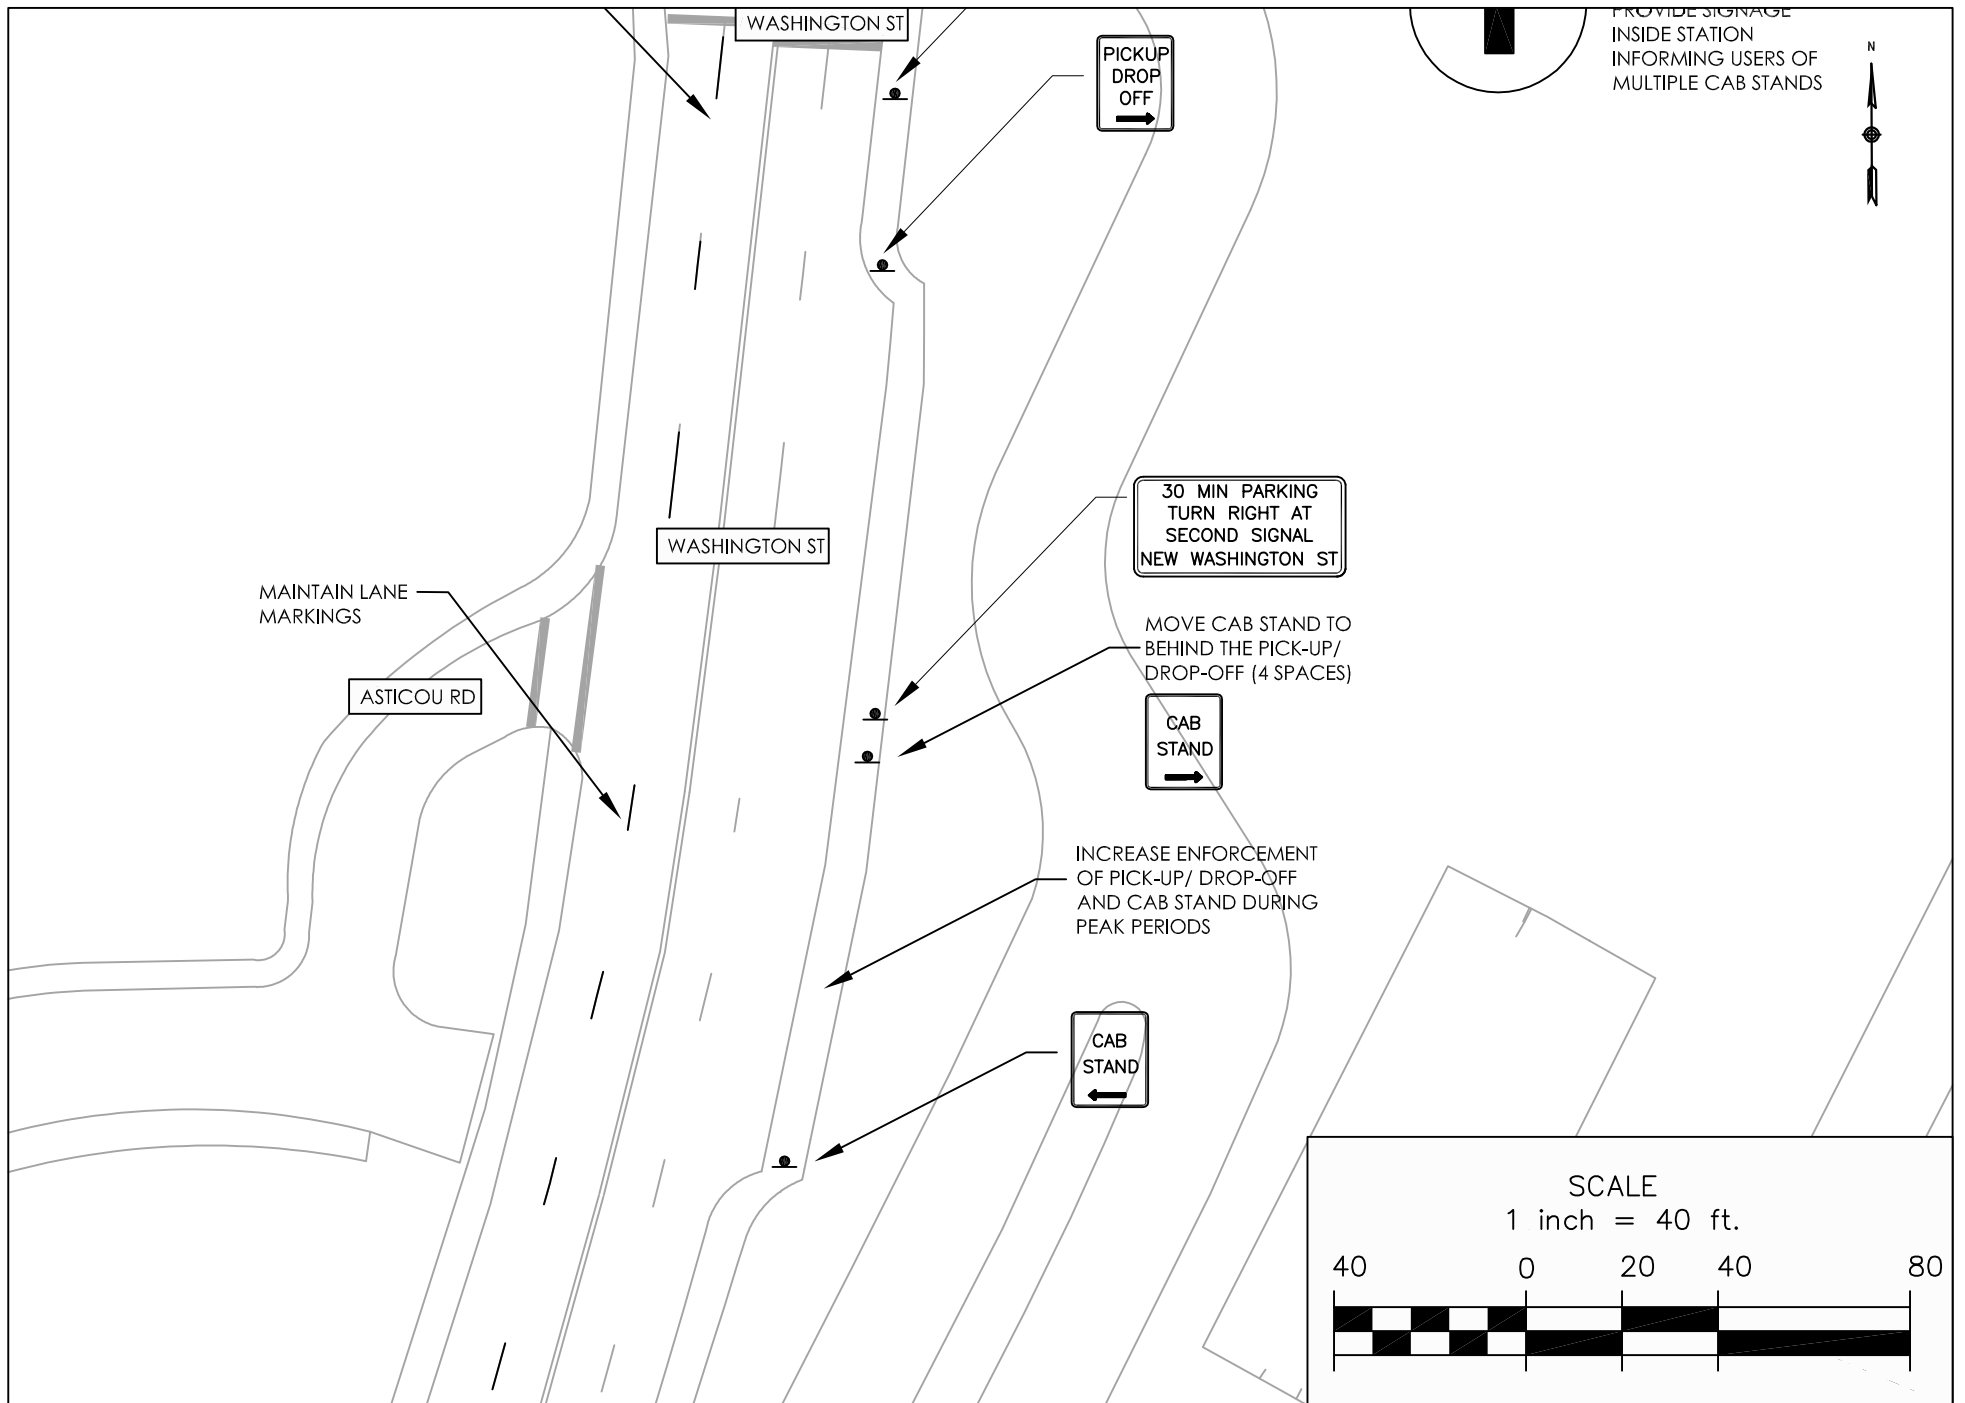 WASHINGTON ST
PROVIDE SIGNAGE
INSIDE STATION
INFORMING USERS OF
MULTIPLE CAB STANDS
N
PICKUP
DROP
OFF
30 MIN PARKING
TURN RIGHT AT
SECOND SIGNAL
NEW WASHINGTON ST
WASHINGTON ST
MAINTAIN LANE
MARKINGS
MOVE CAB STAND TO
BEHIND THE PICK-UP/
DROP-OFF (4 SPACES)
ASTICOU RD
CAB
STAND
INCREASE ENFORCEMENT
OF PICK-UP/ DROP-OFF
AND CAB STAND DURING
PEAK PERIODS
CAB
STAND
SCALE
1 inch = 40 ft.
40 0 20 40 80